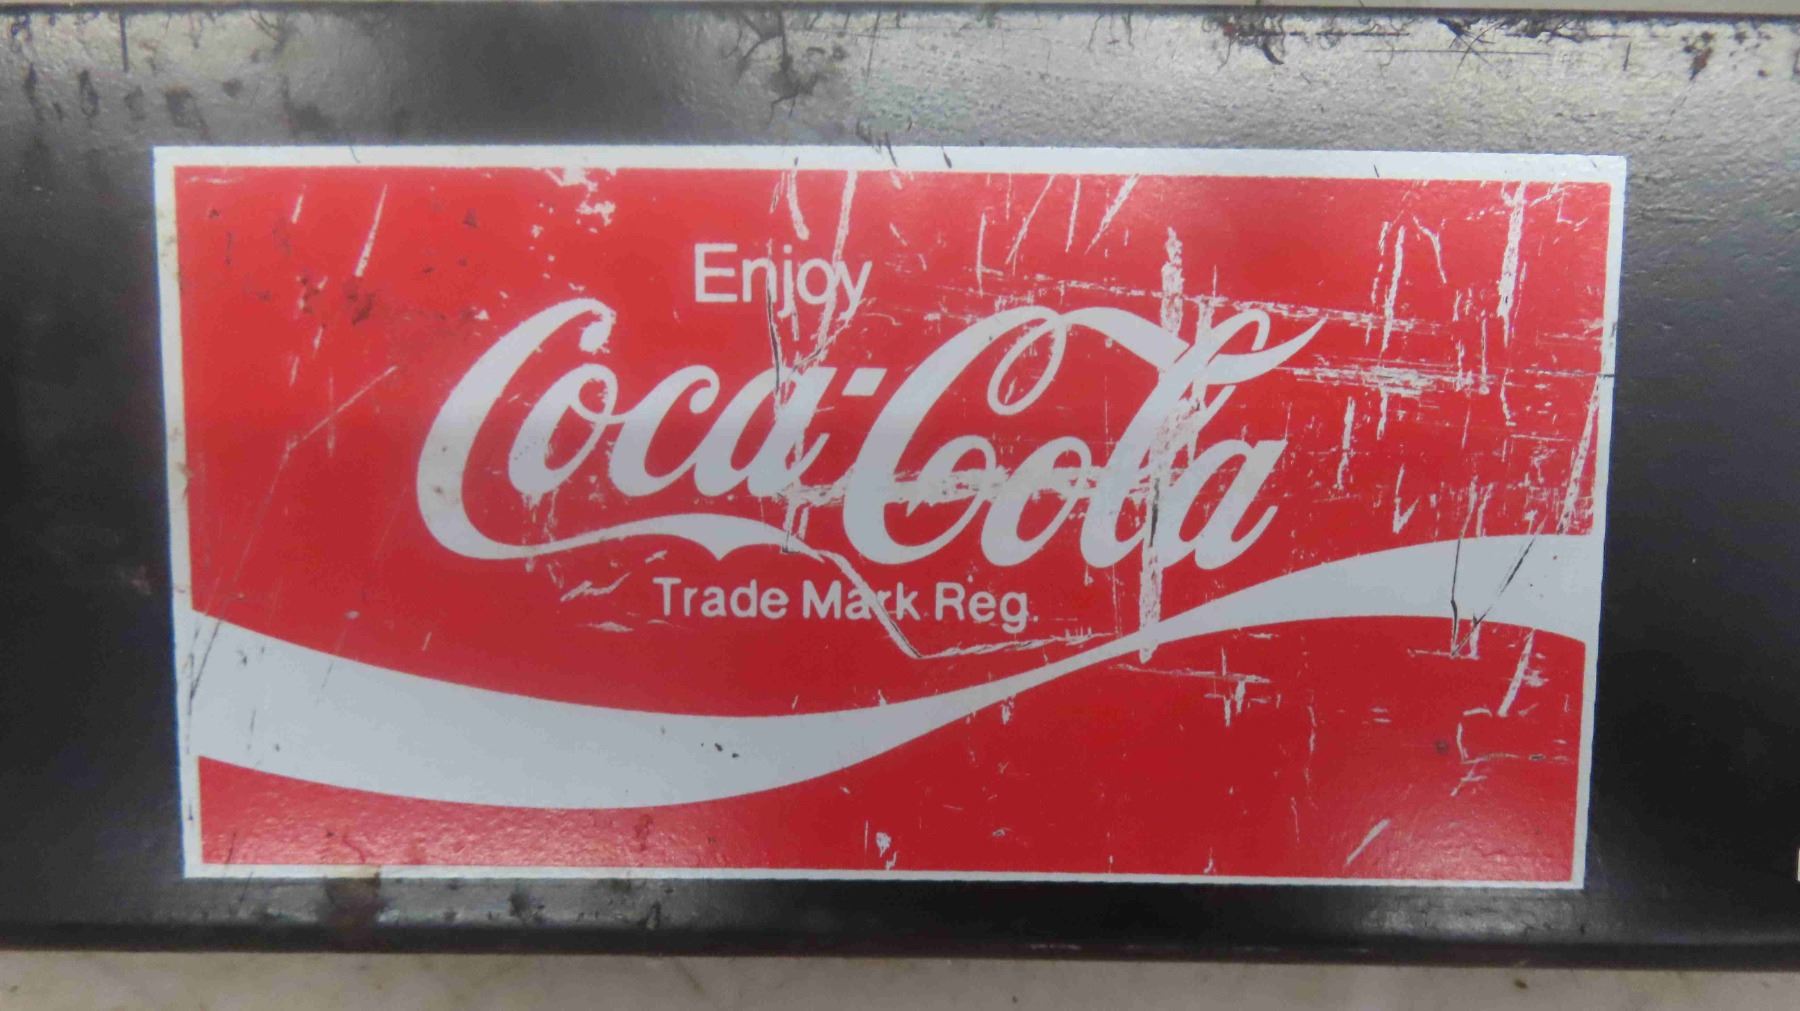 Enjoy
Coca-Cola
Trade Mark Reg.